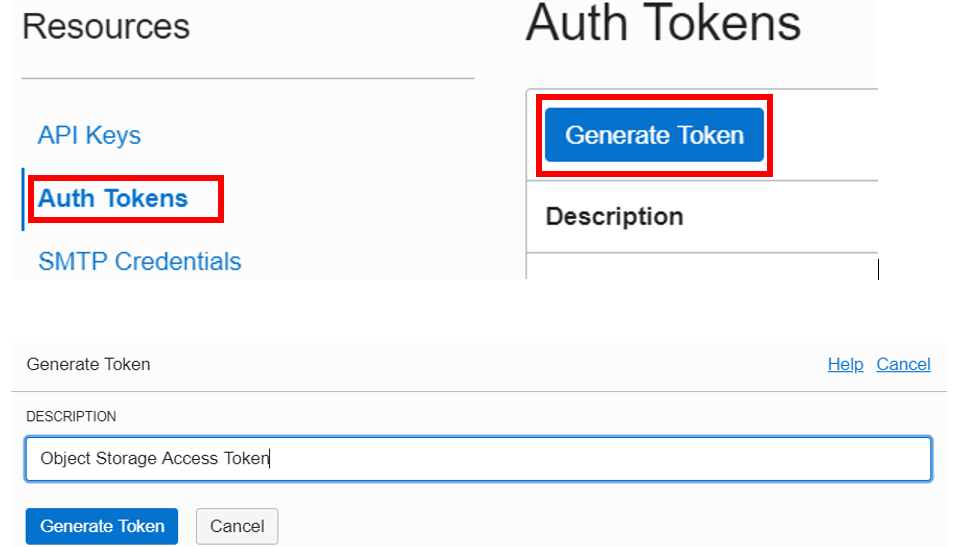 Resources
API Keys
Auth Tokens
SMTP Credentials
Auth Tokens
Generate Token
Description
Generate Token
Help Cancel
DESCRIPTION
Object Storage Access Token
Generate Token Cancel